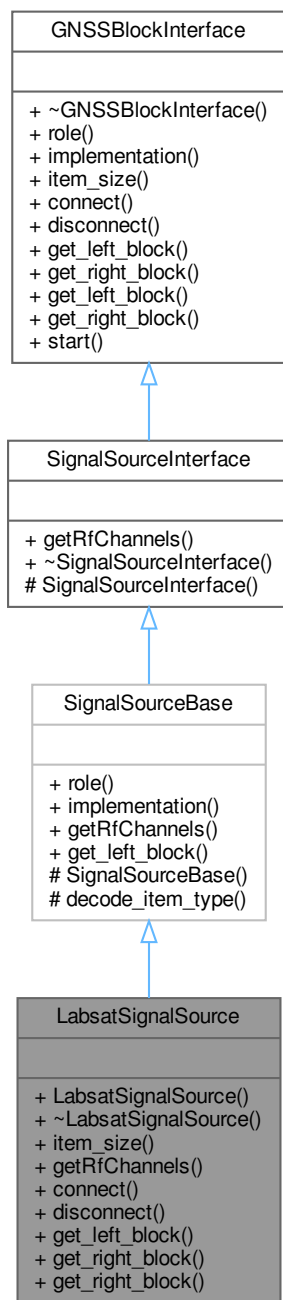 GNSSBlockInterface
+ ~GNSSBlockInterface()
+ role()
+ implementation()
+ item_size()
+ connect()
+ disconnect()
+ get_left_block()
+ get_right_block()
+ get_left_block()
+ get_right_block()
+ start()
SignalSourceInterface
+ getRfChannels()
+ ~SignalSourceInterface()
# SignalSourceInterface()
SignalSourceBase
+ role()
+ implementation()
+ getRfChannels()
+ get_left_block()
# SignalSourceBase()
# decode_item_type()
LabsatSignalSource
+ LabsatSignalSource()
+ ~LabsatSignalSource()
+ item_size()
+ getRfChannels()
+ connect()
+ disconnect()
+ get_left_block()
+ get_right_block()
+ get_right_block()